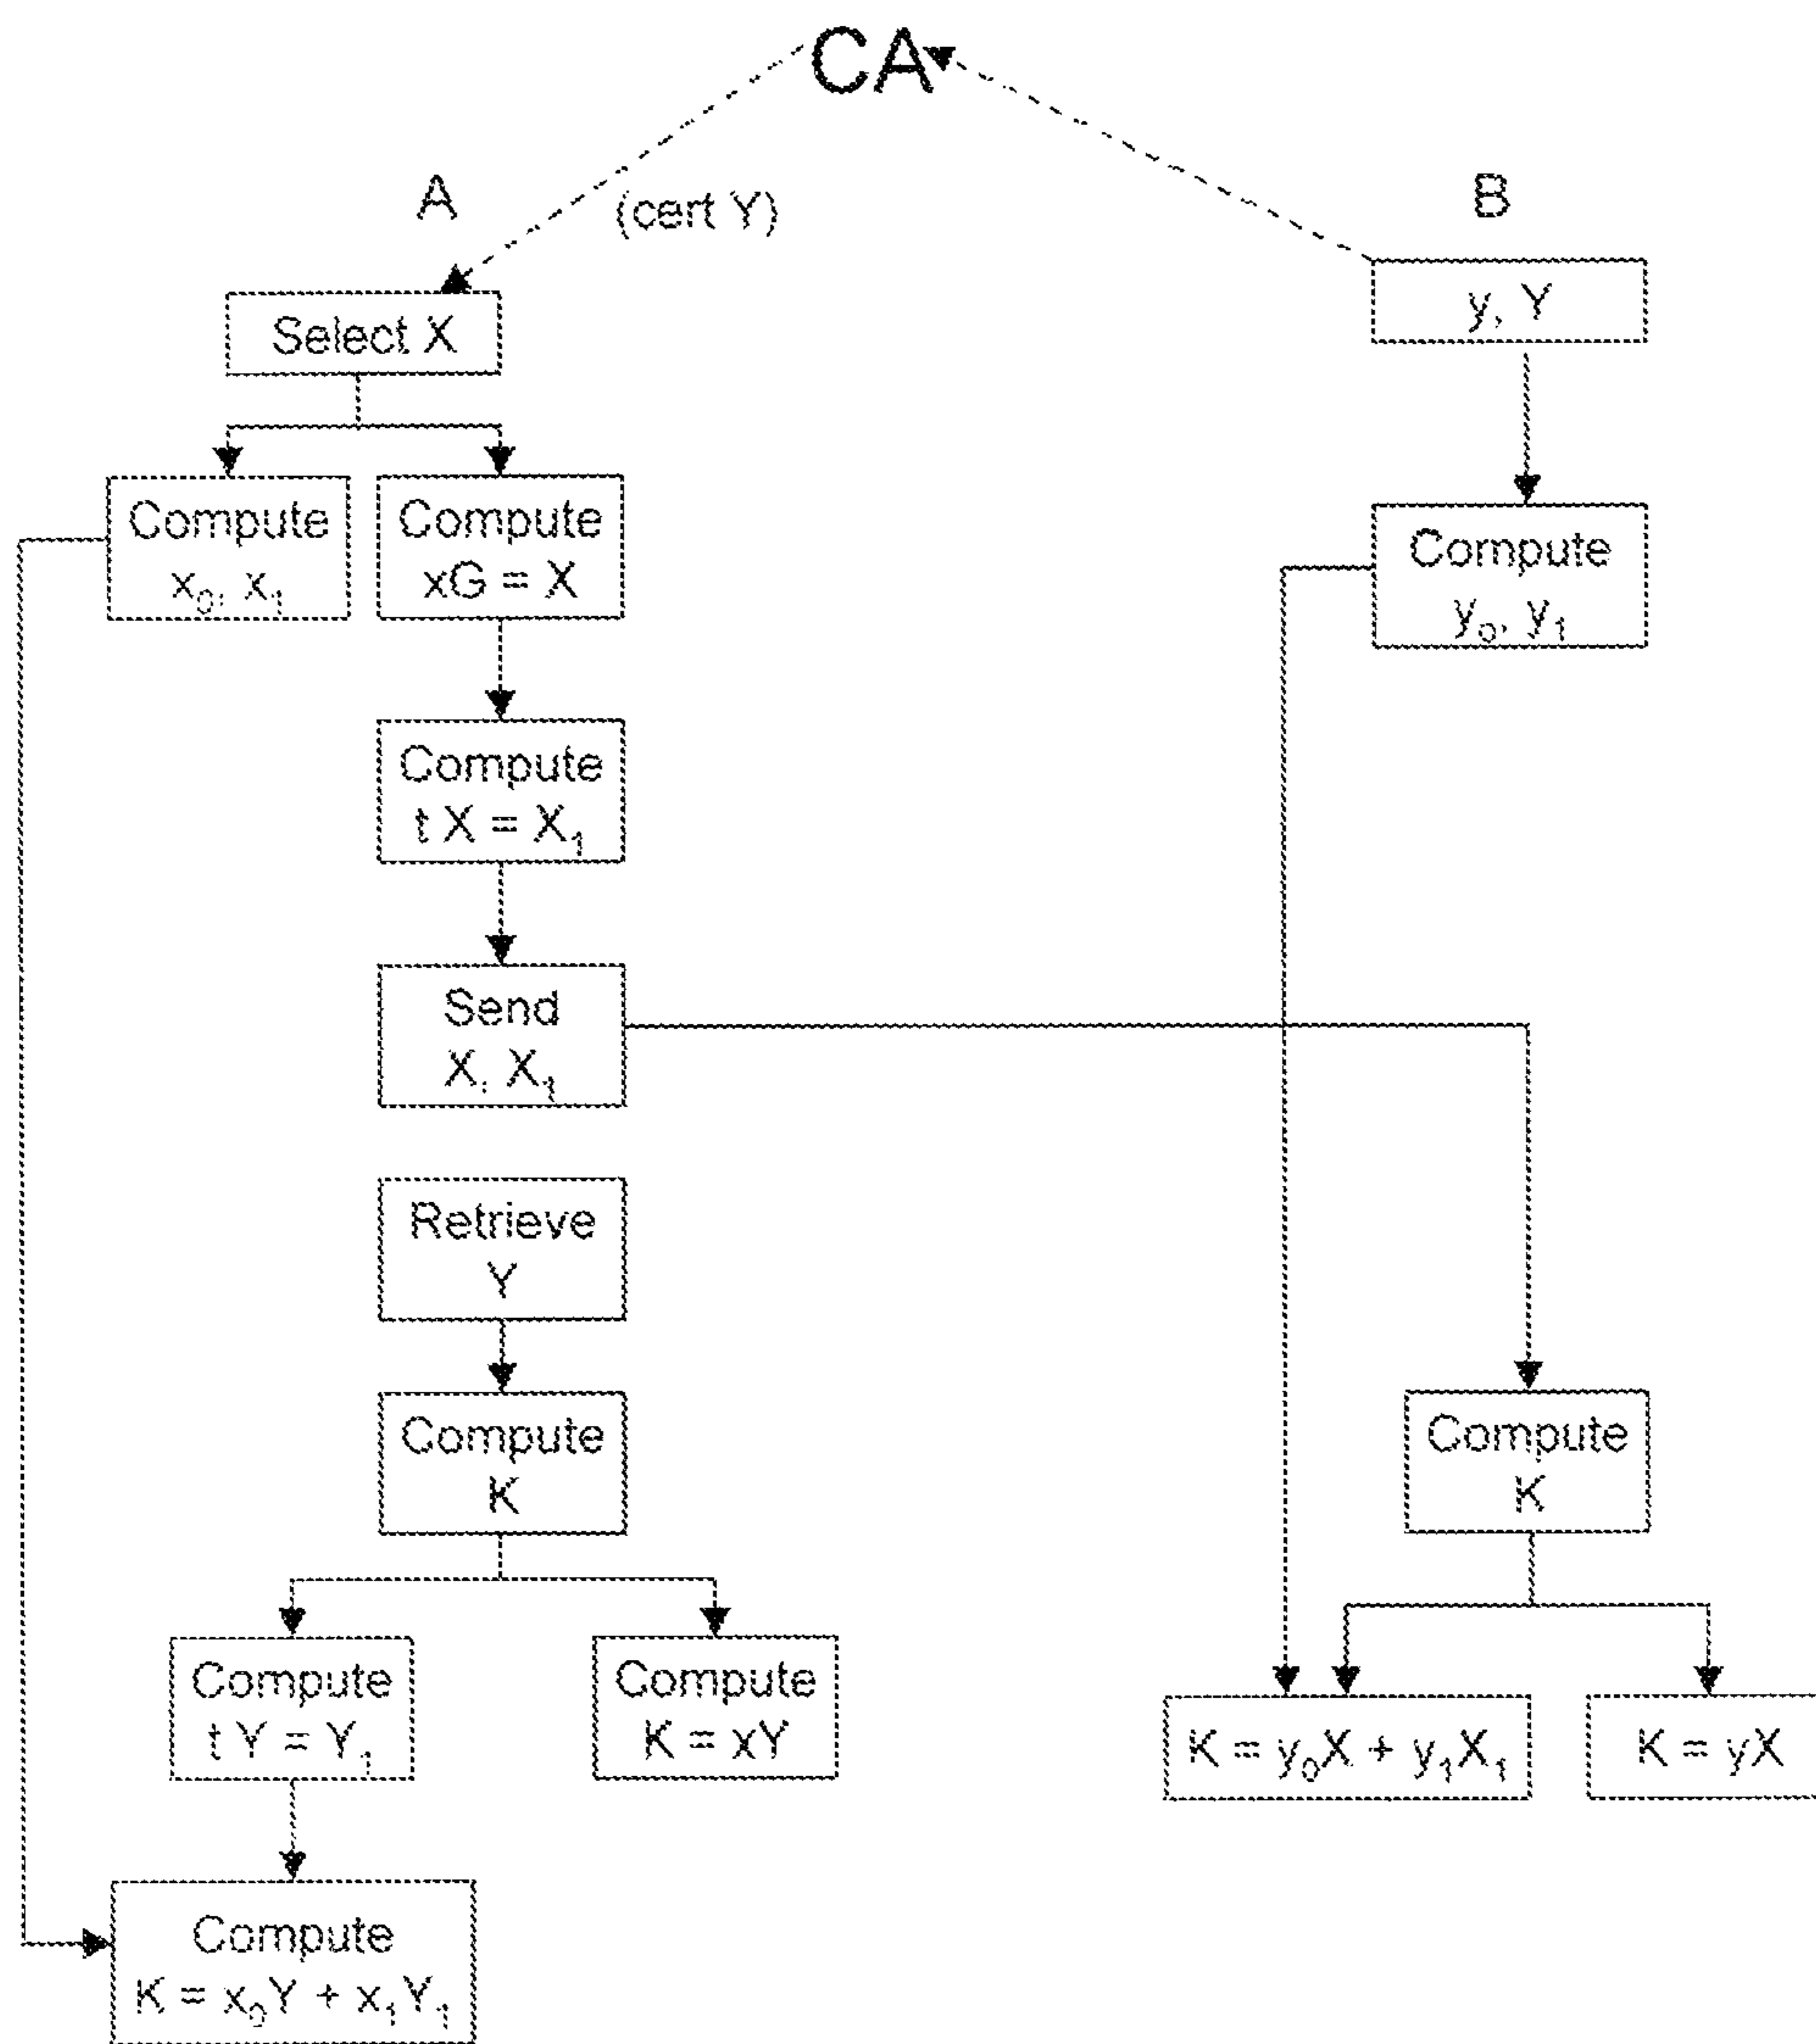 CA
A
(cert Y)
B
Select X
y, Y
Compute
x₀, x₁
Compute
xG = X
Compute
y₀, y₁
Compute
t X = X₁
Send
X, X₁
Retrieve
Y
Compute
K
Compute
K
Compute
t Y = Y₁
Compute
K = xY
K = y₀X + y₁X₁
K = yX
Compute
K = x₀Y + x₁Y₁